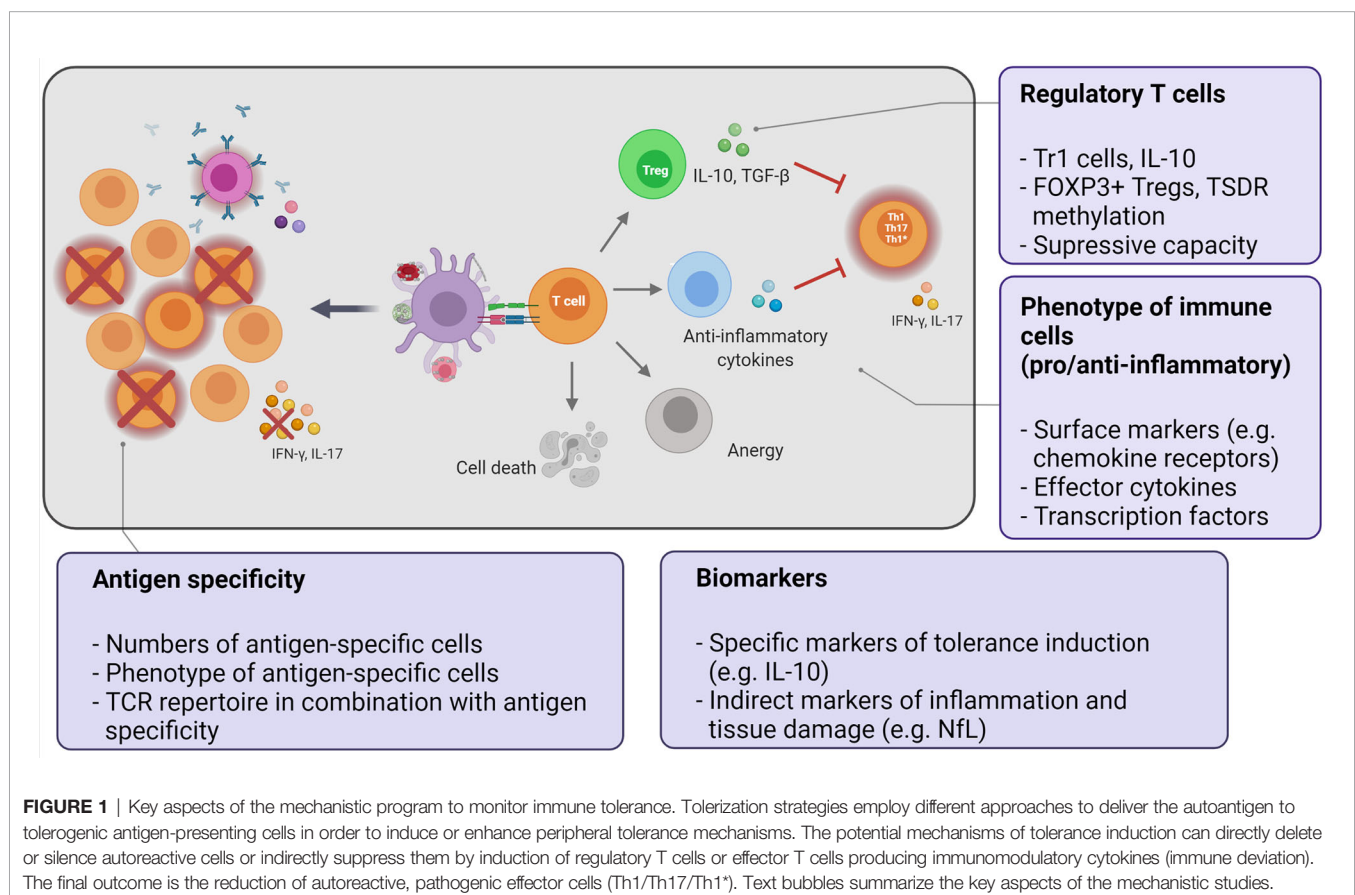 Treg
IL-10, TGF-β
Th1
Th17
Th1*
IFN-γ, IL-17
T cell
Anti-inflammatory
cytokines
Anergy
Cell death
IFN-γ, IL-17
Regulatory T cells
- Tr1 cells, IL-10
- FOXP3+ Tregs, TSDR
methylation
- Supressive capacity
Phenotype of immune
cells
(pro/anti-inflammatory)
- Surface markers (e.g.
chemokine receptors)
- Effector cytokines
- Transcription factors
Antigen specificity
- Numbers of antigen-specific cells
- Phenotype of antigen-specific cells
- TCR repertoire in combination with antigen
specificity
Biomarkers
- Specific markers of tolerance induction
(e.g. IL-10)
- Indirect markers of inflammation and
tissue damage (e.g. NfL)
FIGURE 1 | Key aspects of the mechanistic program to monitor immune tolerance. Tolerization strategies employ different approaches to deliver the autoantigen to
tolerogenic antigen-presenting cells in order to induce or enhance peripheral tolerance mechanisms. The potential mechanisms of tolerance induction can directly delete
or silence autoreactive cells or indirectly suppress them by induction of regulatory T cells or effector T cells producing immunomodulatory cytokines (immune deviation).
The final outcome is the reduction of autoreactive, pathogenic effector cells (Th1/Th17/Th1*). Text bubbles summarize the key aspects of the mechanistic studies.